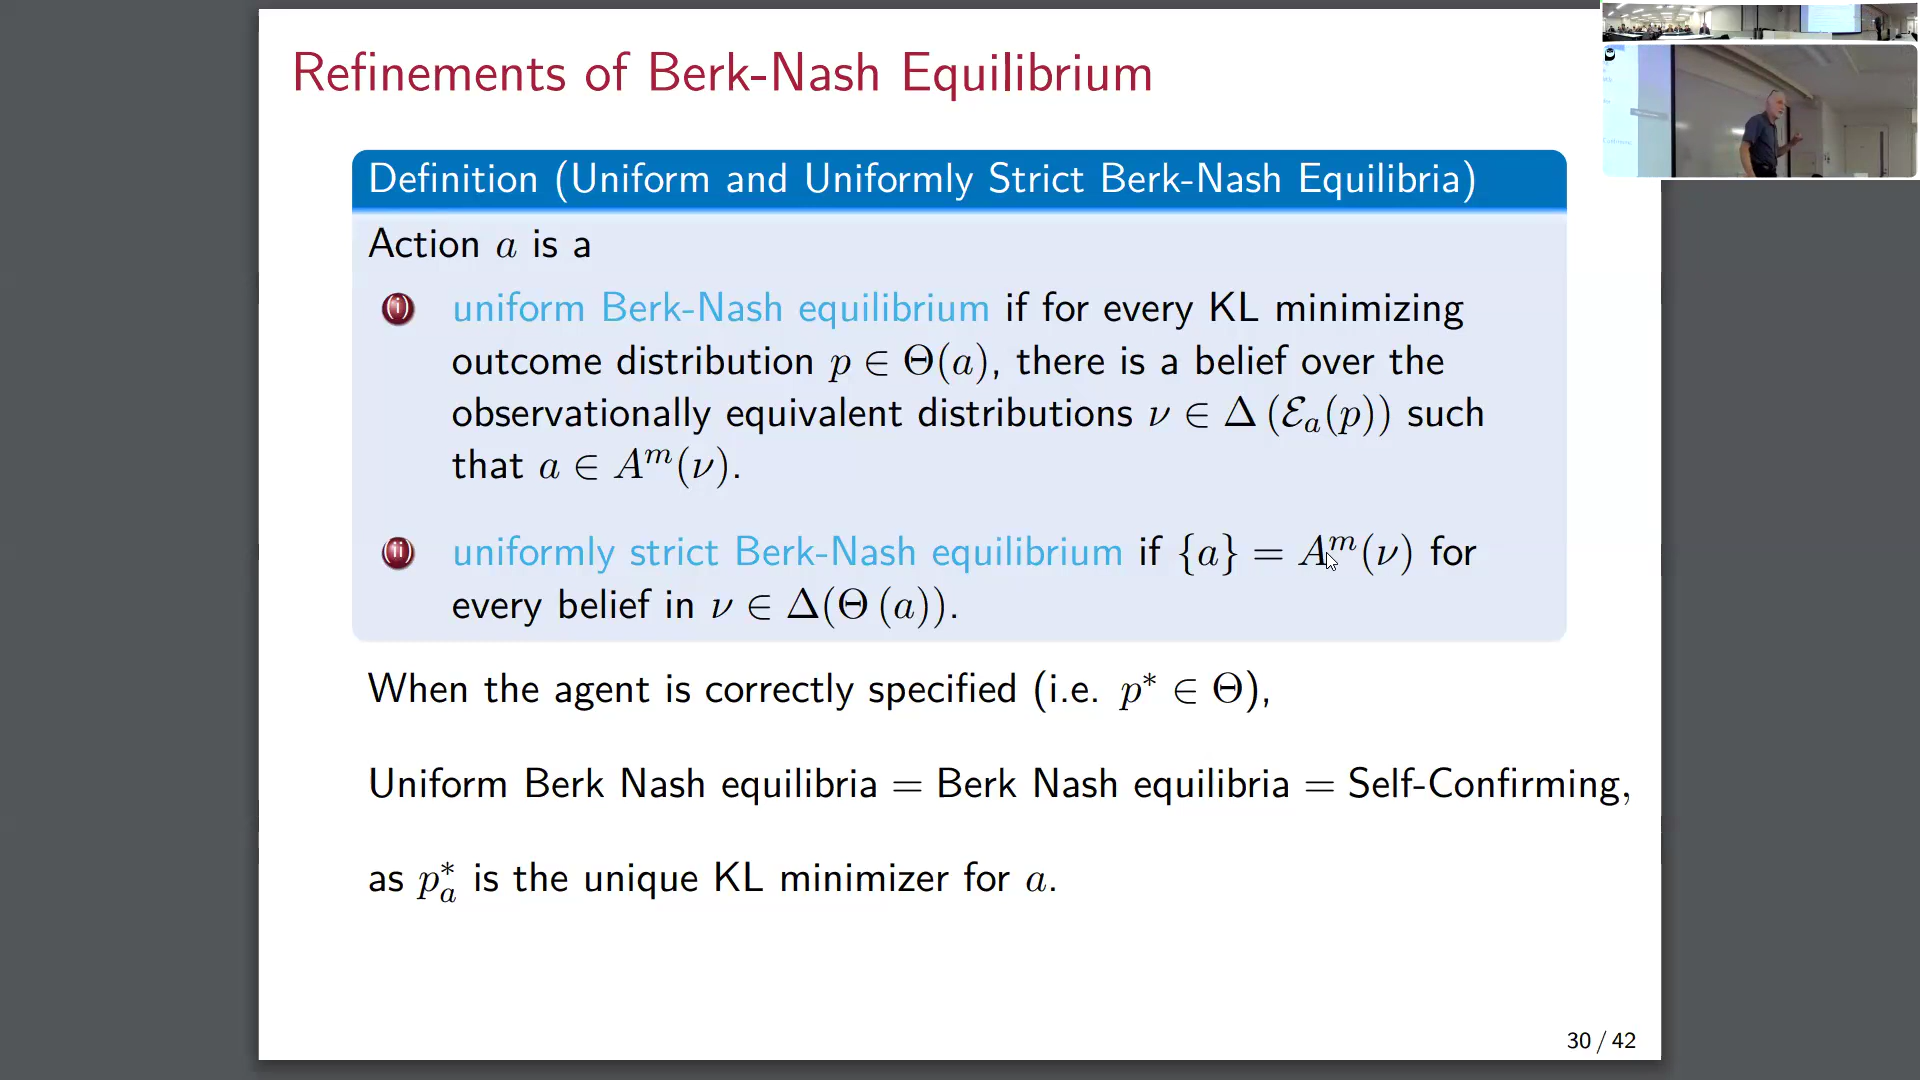 Refinements of Berk-Nash Equilibrium
Definition (Uniform and Uniformly Strict Berk-Nash Equilibria)
Action a is a
(i) uniform Berk-Nash equilibrium if for every KL minimizing
outcome distribution p ∈ Θ(a), there is a belief over the
observationally equivalent distributions ν ∈ Δ (ℰₐ(p)) such
that a ∈ Aᵐ(ν).
(ii) uniformly strict Berk-Nash equilibrium if {a} = Aᵐ(ν) for
every belief in ν ∈ Δ(Θ (a)).
When the agent is correctly specified (i.e. p* ∈ Θ),
Uniform Berk Nash equilibria = Berk Nash equilibria = Self-Confirming,
as p*ₐ is the unique KL minimizer for a.
30 / 42